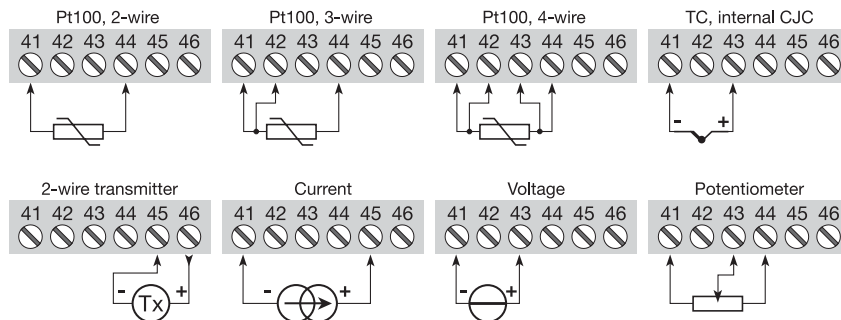 Pt100, 2-wire
41 42 43 44 45 46
Pt100, 3-wire
41 42 43 44 45 46
Pt100, 4-wire
41 42 43 44 45 46
TC, internal CJC
41 42 43 44 45 46
- +
2-wire transmitter
41 42 43 44 45 46
- Tx +
Current
41 42 43 44 45 46
- +
Voltage
41 42 43 44 45 46
- +
Potentiometer
41 42 43 44 45 46